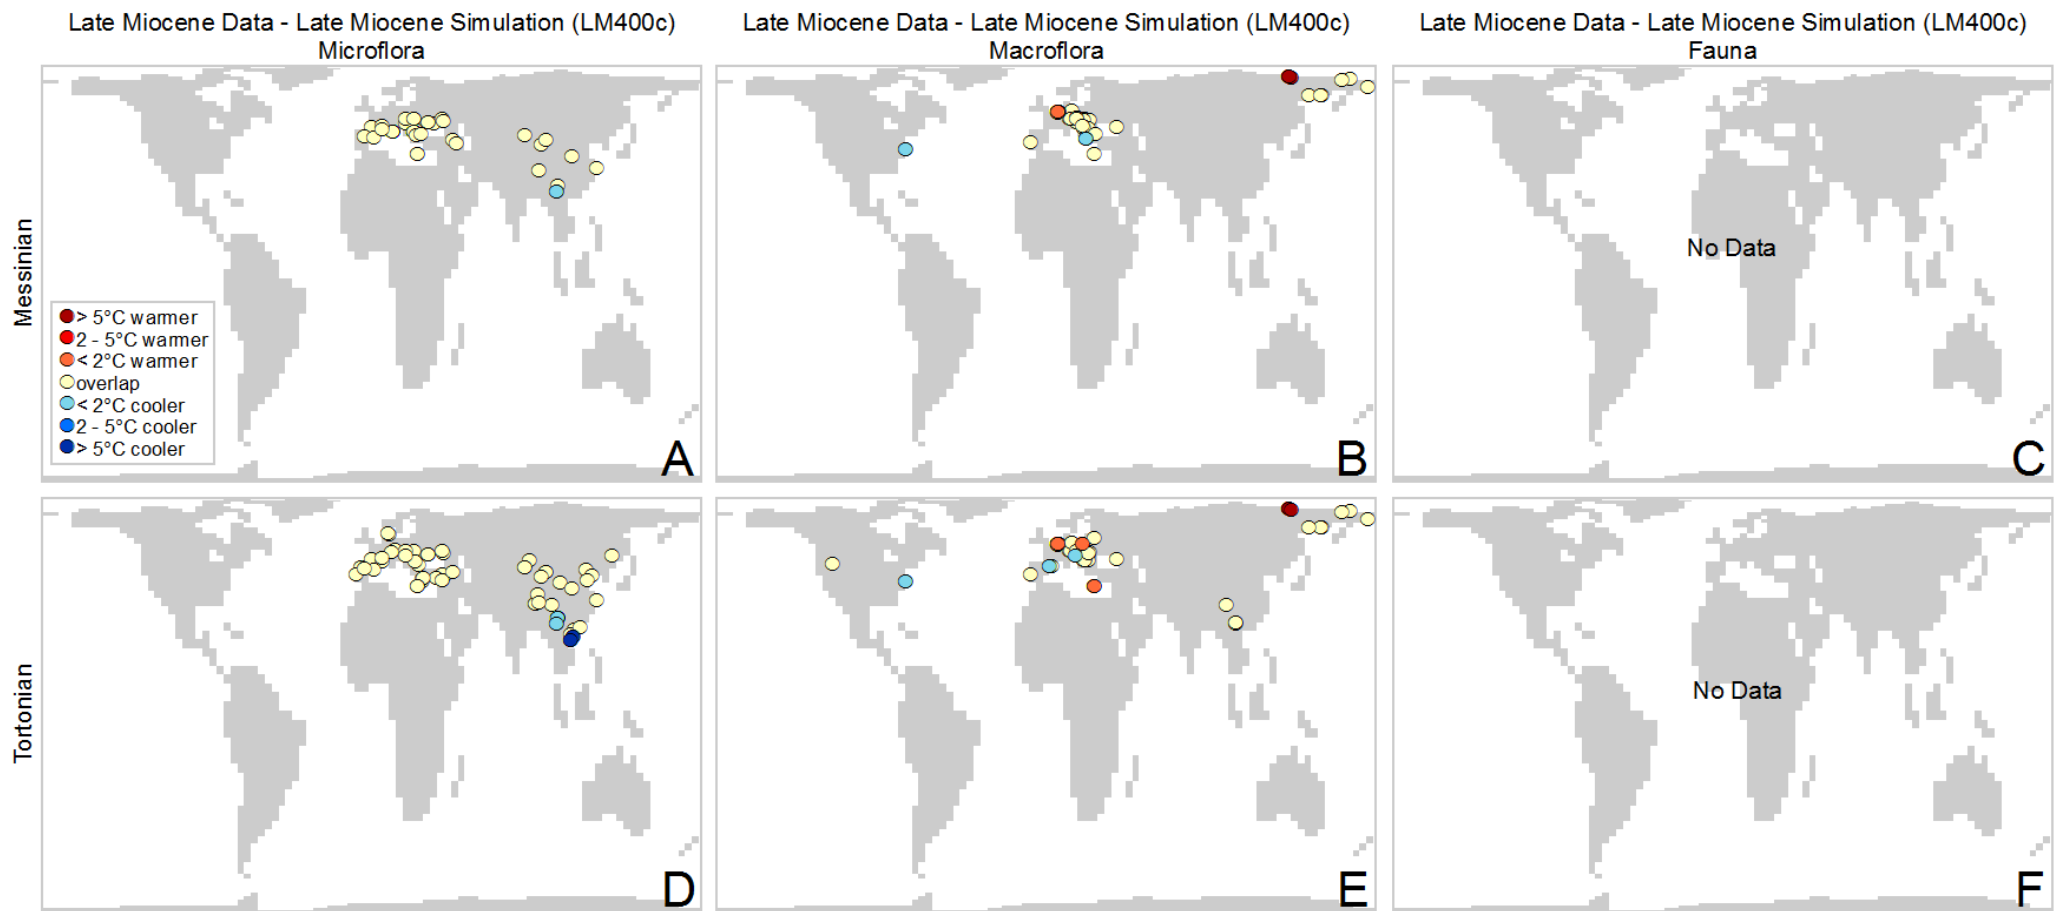 Late Miocene Data - Late Miocene Simulation (LM400c)
Microflora
Late Miocene Data - Late Miocene Simulation (LM400c)
Macroflora
Late Miocene Data - Late Miocene Simulation (LM400c)
Fauna
Messinian
> 5°C warmer
2 - 5°C warmer
< 2°C warmer
overlap
< 2°C cooler
2 - 5°C cooler
> 5°C cooler
A
B
No Data
C
Tortonian
D
E
No Data
F